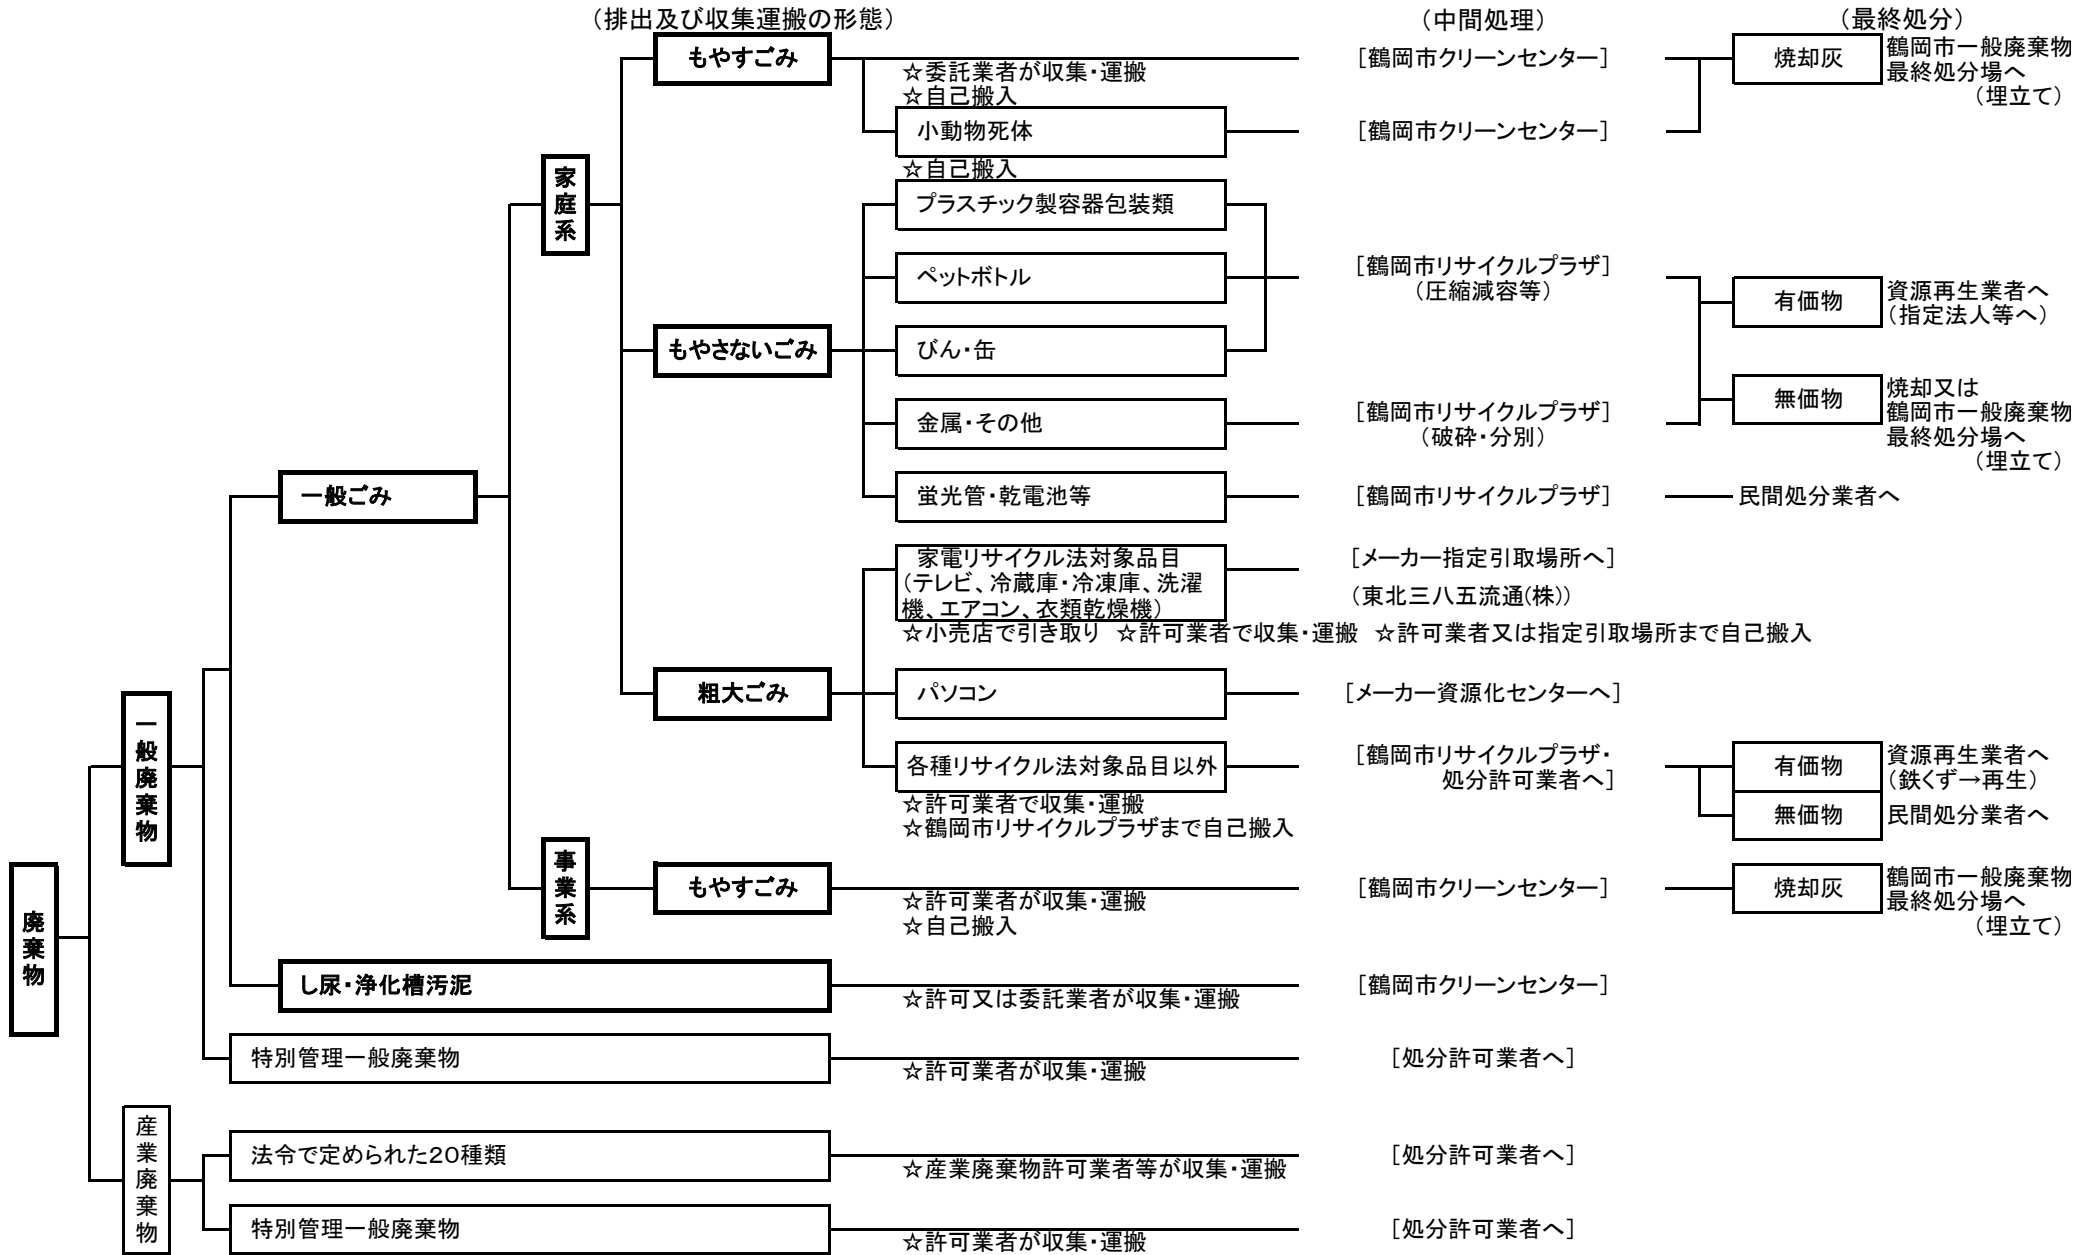 （排出及び収集運搬の形態）
（中間処理）
（最終処分）
もやすごみ
☆委託業者が収集・運搬
☆自己搬入
［鶴岡市クリーンセンター］
焼却灰
鶴岡市一般廃棄物
最終処分場へ
（埋立て）
小動物死体
☆自己搬入
［鶴岡市クリーンセンター］
家庭系
プラスチック製容器包装類
ペットボトル
［鶴岡市リサイクルプラザ］
（圧縮減容等）
有価物
資源再生業者へ
（指定法人等へ）
もやさないごみ
びん・缶
無価物
焼却又は
鶴岡市一般廃棄物
最終処分場へ
（埋立て）
金属・その他
［鶴岡市リサイクルプラザ］
（破砕・分別）
一般ごみ
蛍光管・乾電池等
［鶴岡市リサイクルプラザ］
民間処分業者へ
家電リサイクル法対象品目
（テレビ、冷蔵庫・冷凍庫、洗濯
機、エアコン、衣類乾燥機）
［メーカー指定引取場所へ］
（東北三八五流通(株)）
☆小売店で引き取り　☆許可業者で収集・運搬　☆許可業者又は指定引取場所まで自己搬入
粗大ごみ
パソコン
［メーカー資源化センターへ］
一般廃棄物
各種リサイクル法対象品目以外
☆許可業者で収集・運搬
☆鶴岡市リサイクルプラザまで自己搬入
［鶴岡市リサイクルプラザ・
処分許可業者へ］
有価物
資源再生業者へ
（鉄くず→再生）
無価物
民間処分業者へ
事業系
もやすごみ
☆許可業者が収集・運搬
☆自己搬入
［鶴岡市クリーンセンター］
焼却灰
鶴岡市一般廃棄物
最終処分場へ
（埋立て）
廃棄物
し尿・浄化槽汚泥
☆許可又は委託業者が収集・運搬
［鶴岡市クリーンセンター］
特別管理一般廃棄物
☆許可業者が収集・運搬
［処分許可業者へ］
産業廃棄物
法令で定められた２０種類
☆産業廃棄物許可業者等が収集・運搬
［処分許可業者へ］
特別管理一般廃棄物
☆許可業者が収集・運搬
［処分許可業者へ］